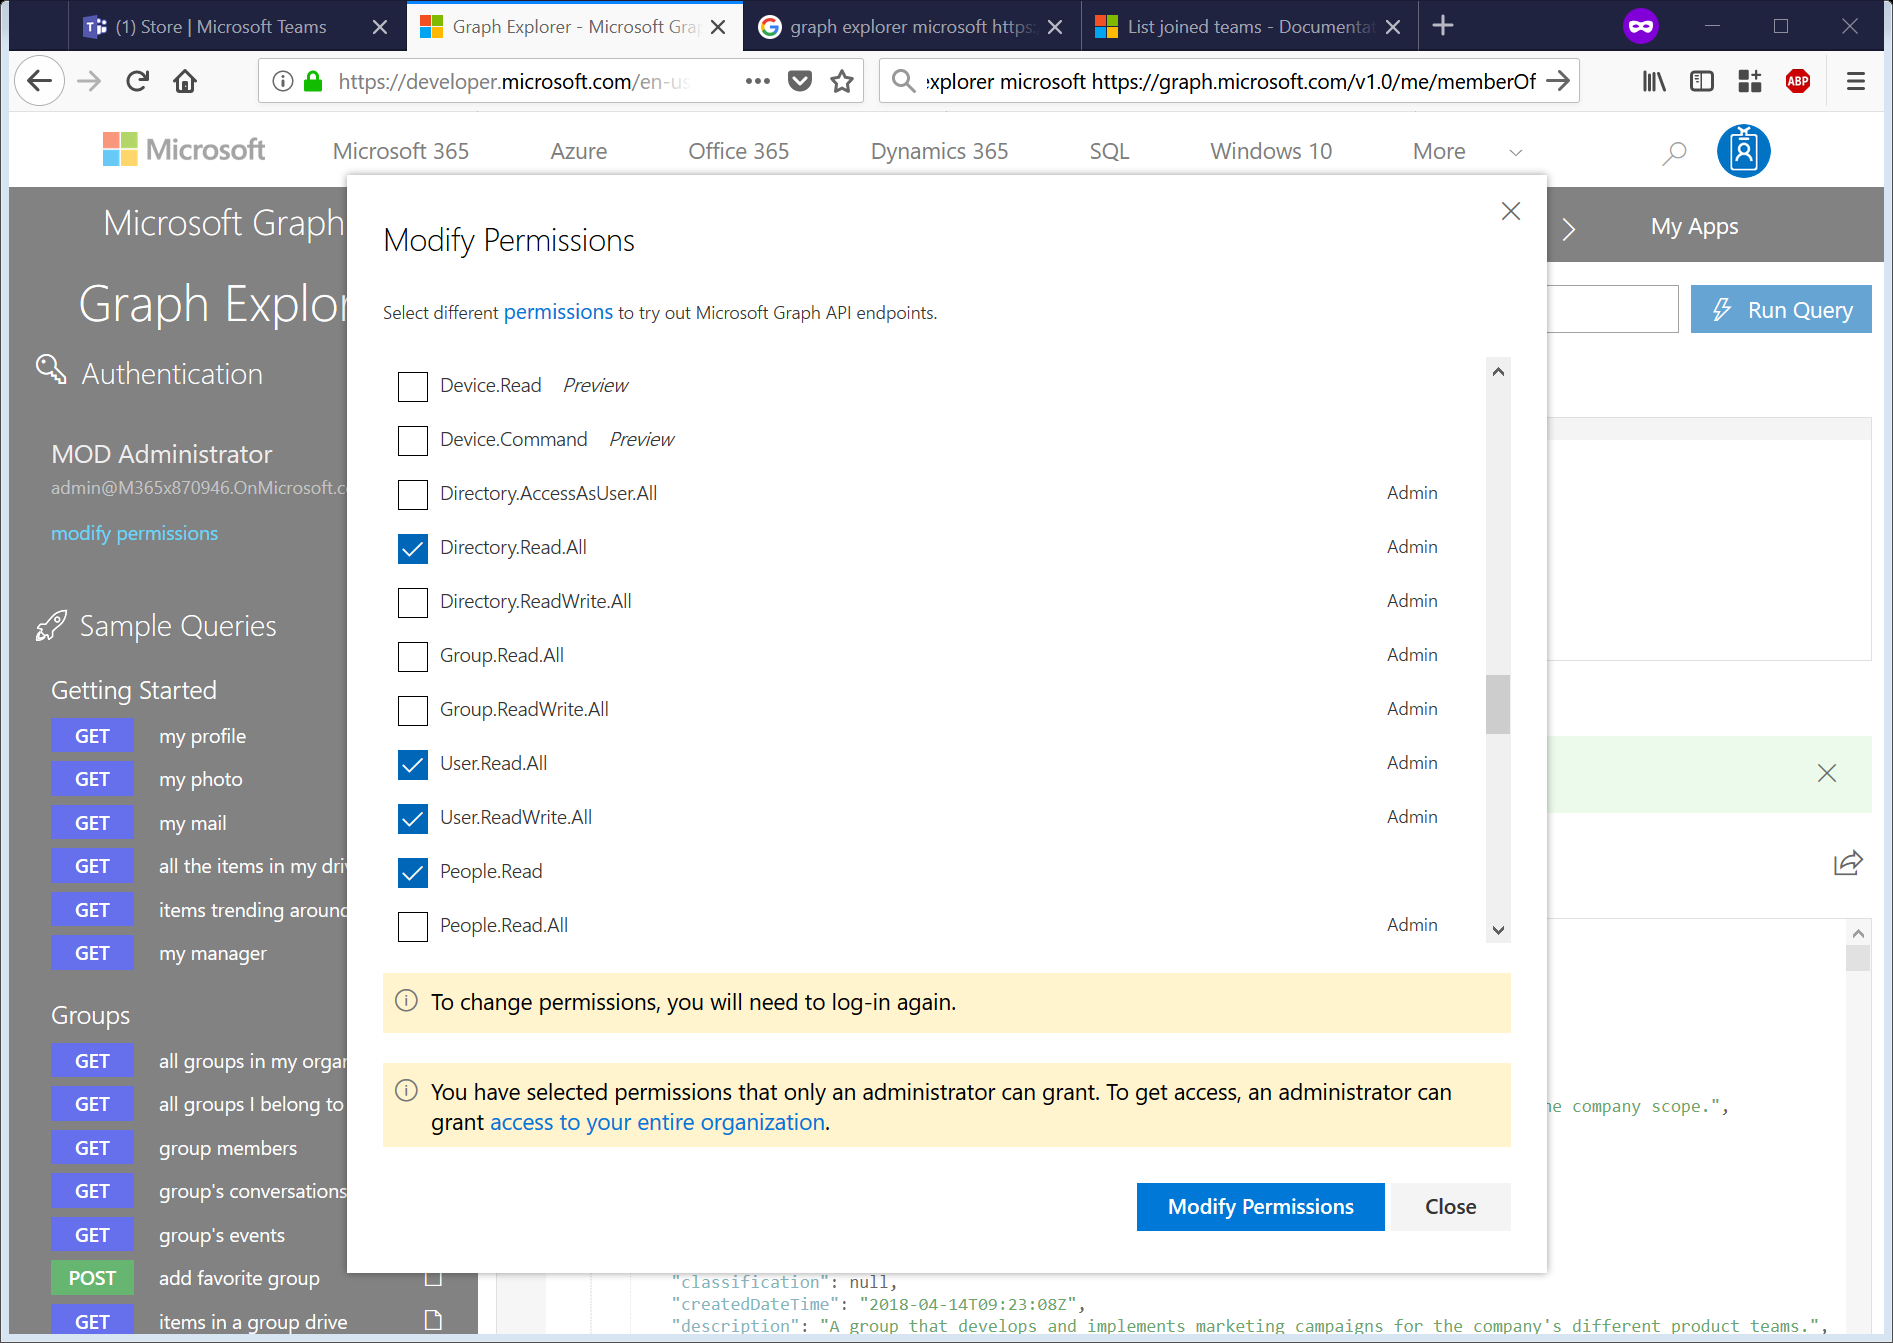 (1) Store | Microsoft Teams
Graph Explorer - Microsoft Gra
graph explorer microsoft https:
List joined teams - Documentat
https://developer.microsoft.com/en-us
explorer microsoft https://graph.microsoft.com/v1.0/me/memberOf
ABP
Microsoft
Microsoft 365
Azure
Office 365
Dynamics 365
SQL
Windows 10
More
Microsoft Graph
My Apps
Graph Explor
Run Query
Authentication
MOD Administrator
admin@M365x870946.OnMicrosoft.c
modify permissions
Sample Queries
Getting Started
GET my profile
GET my photo
GET my mail
GET all the items in my driv
GET items trending around
GET my manager
Groups
GET all groups in my organ
GET all groups I belong to
GET group members
GET group's conversations
GET group's events
POST add favorite group
GET items in a group drive
Modify Permissions
Select different permissions to try out Microsoft Graph API endpoints.
Device.Read Preview
Device.Command Preview
Directory.AccessAsUser.All Admin
Directory.Read.All Admin
Directory.ReadWrite.All Admin
Group.Read.All Admin
Group.ReadWrite.All Admin
User.Read.All Admin
User.ReadWrite.All Admin
People.Read
People.Read.All Admin
To change permissions, you will need to log-in again.
You have selected permissions that only an administrator can grant. To get access, an administrator can
grant access to your entire organization.
Modify Permissions
Close
he company scope.",
"classification": null,
"createdDateTime": "2018-04-14T09:23:08Z",
"description": "A group that develops and implements marketing campaigns for the company's different product teams.",